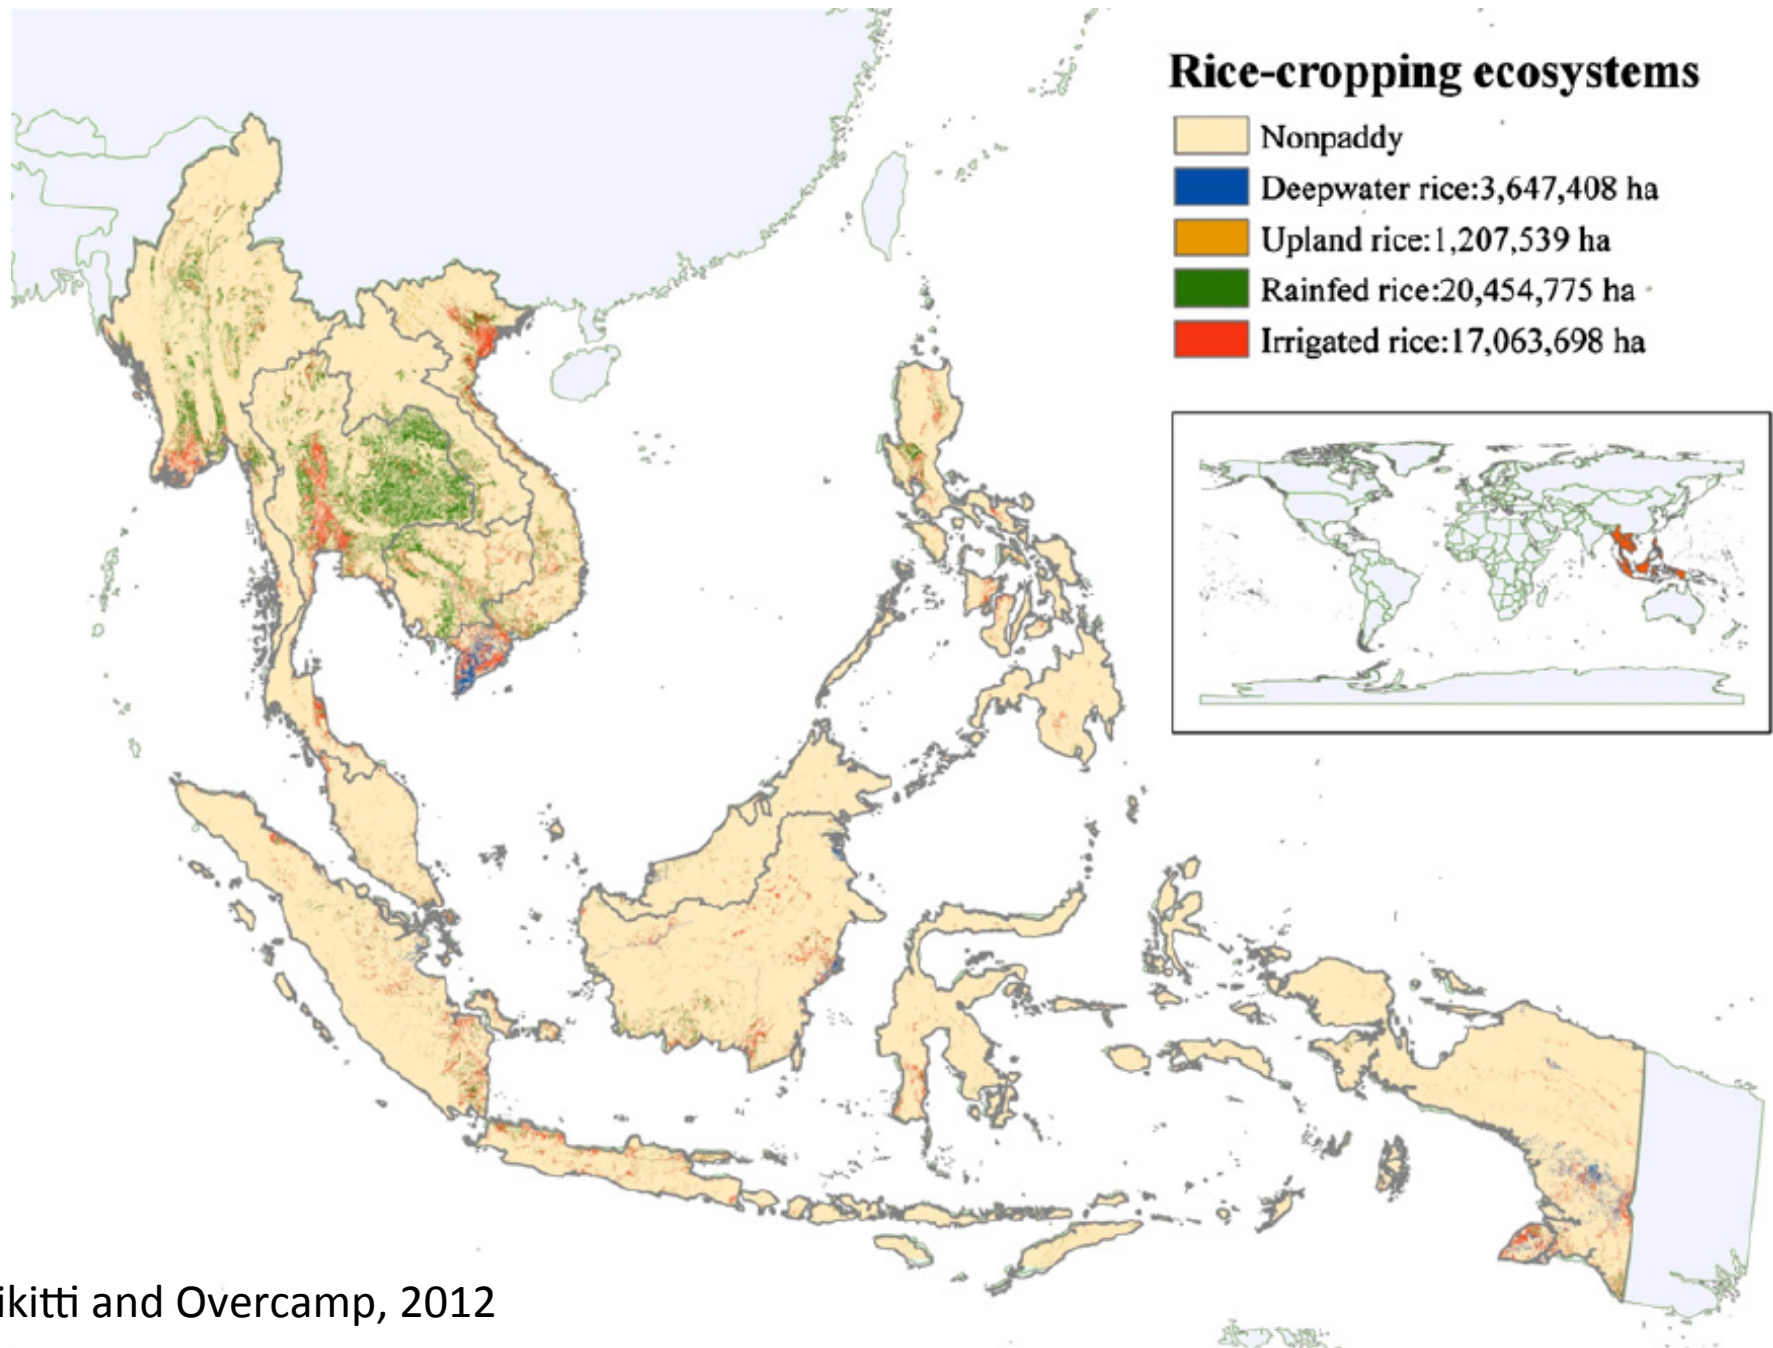 Rice-cropping ecosystems
Nonpaddy
Deepwater rice:3,647,408 ha
Upland rice:1,207,539 ha
Rainfed rice:20,454,775 ha
Irrigated rice:17,063,698 ha
ikitti and Overcamp, 2012